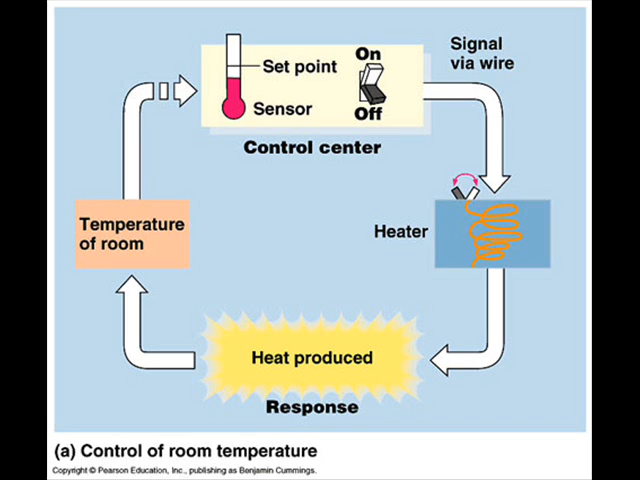 On
Set point
Sensor
Off
Control center
Signal
via wire
Temperature
of room
Heater
Heat produced
Response
(a) Control of room temperature
Copyright © Pearson Education, Inc., publishing as Benjamin Cummings.